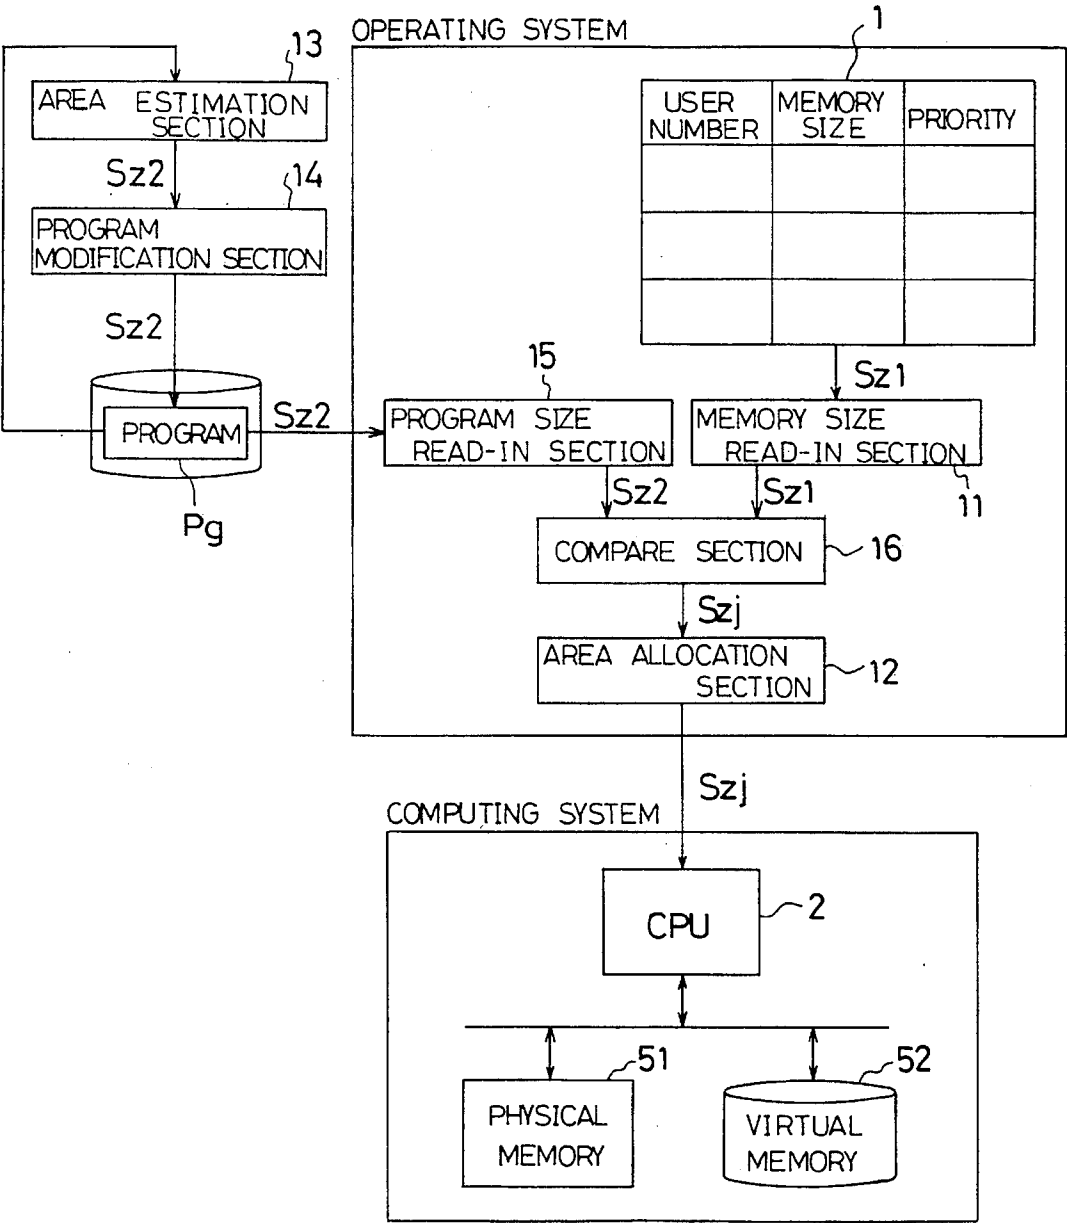 OPERATING SYSTEM
1
13
AREA ESTIMATION
SECTION
USER
NUMBER
MEMORY
SIZE
PRIORITY
Sz2
14
PROGRAM
MODIFICATION SECTION
Sz2
15
Sz1
PROGRAM
Sz2
PROGRAM SIZE
READ-IN SECTION
MEMORY SIZE
READ-IN SECTION
11
Pg
Sz2
Sz1
COMPARE SECTION
16
Szj
AREA ALLOCATION
SECTION
12
Szj
COMPUTING SYSTEM
CPU
2
51
52
PHYSICAL
MEMORY
VIRTUAL
MEMORY